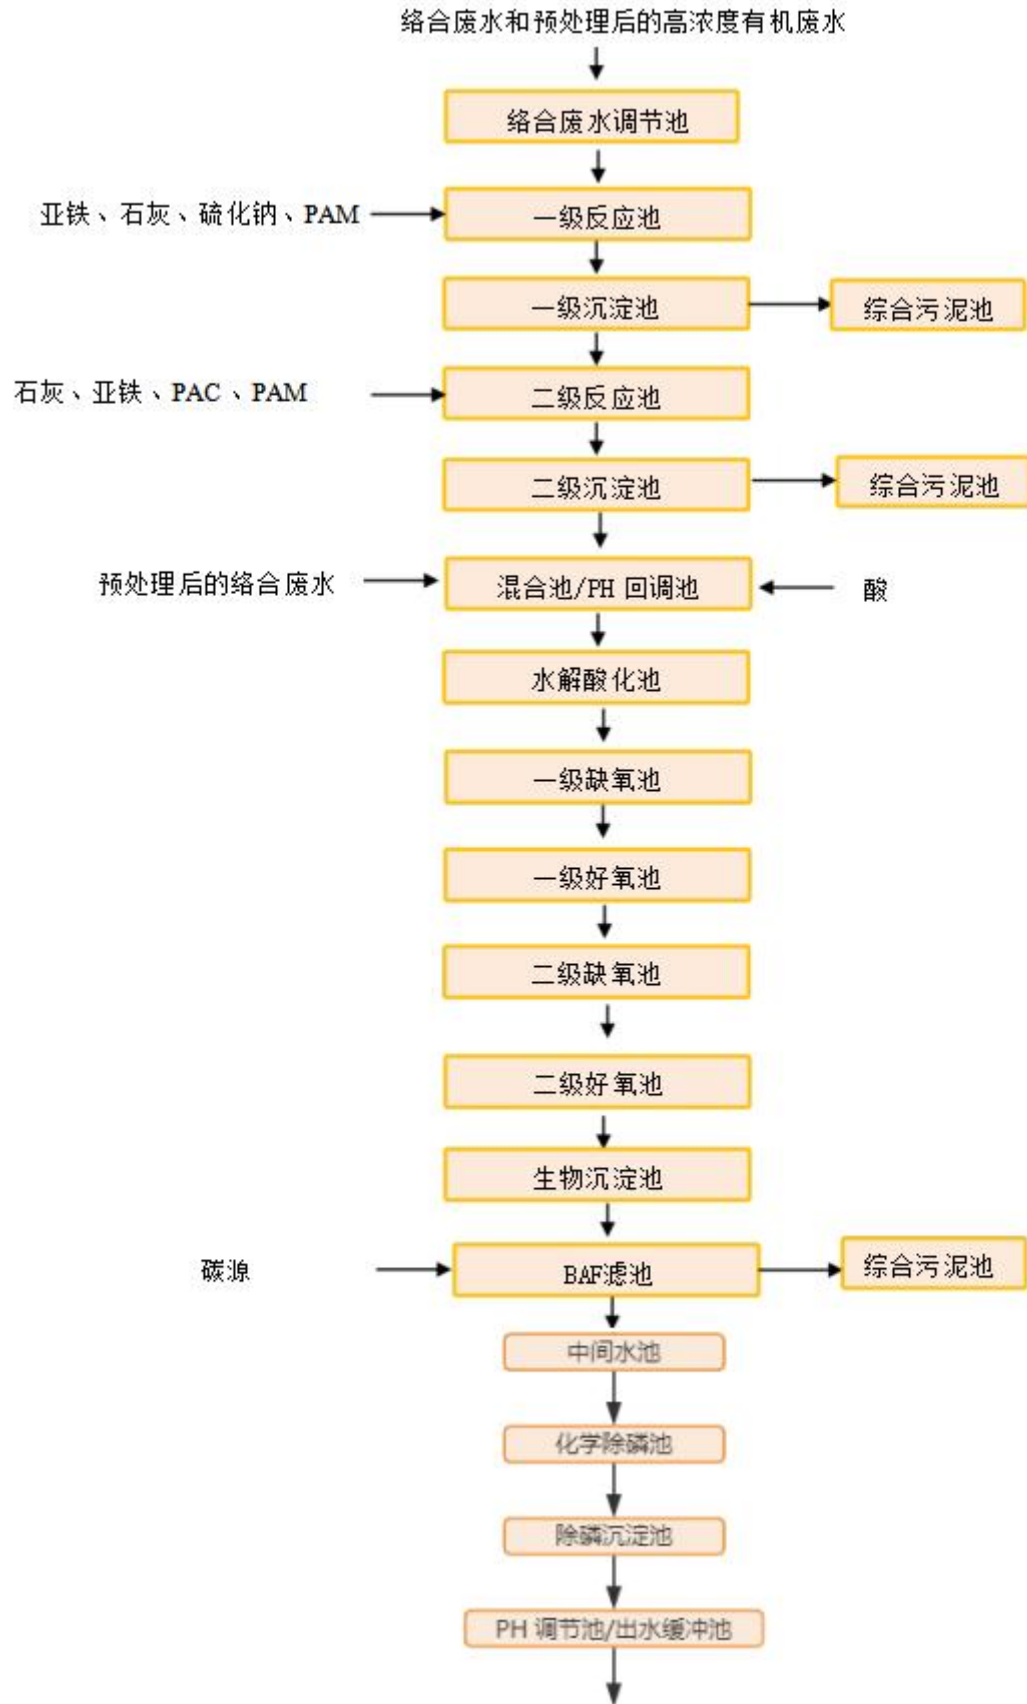 络合废水和预处理后的高浓度有机废水
络合废水调节池
亚铁、石灰、硫化钠、PAM
一级反应池
一级沉淀池
综合污泥池
石灰、亚铁、PAC、PAM
二级反应池
二级沉淀池
综合污泥池
预处理后的络合废水
混合池/PH 回调池
酸
水解酸化池
一级缺氧池
一级好氧池
二级缺氧池
二级好氧池
生物沉淀池
碳源
BAF滤池
综合污泥池
中间水池
化学除磷池
除磷沉淀池
PH 调节池/出水缓冲池